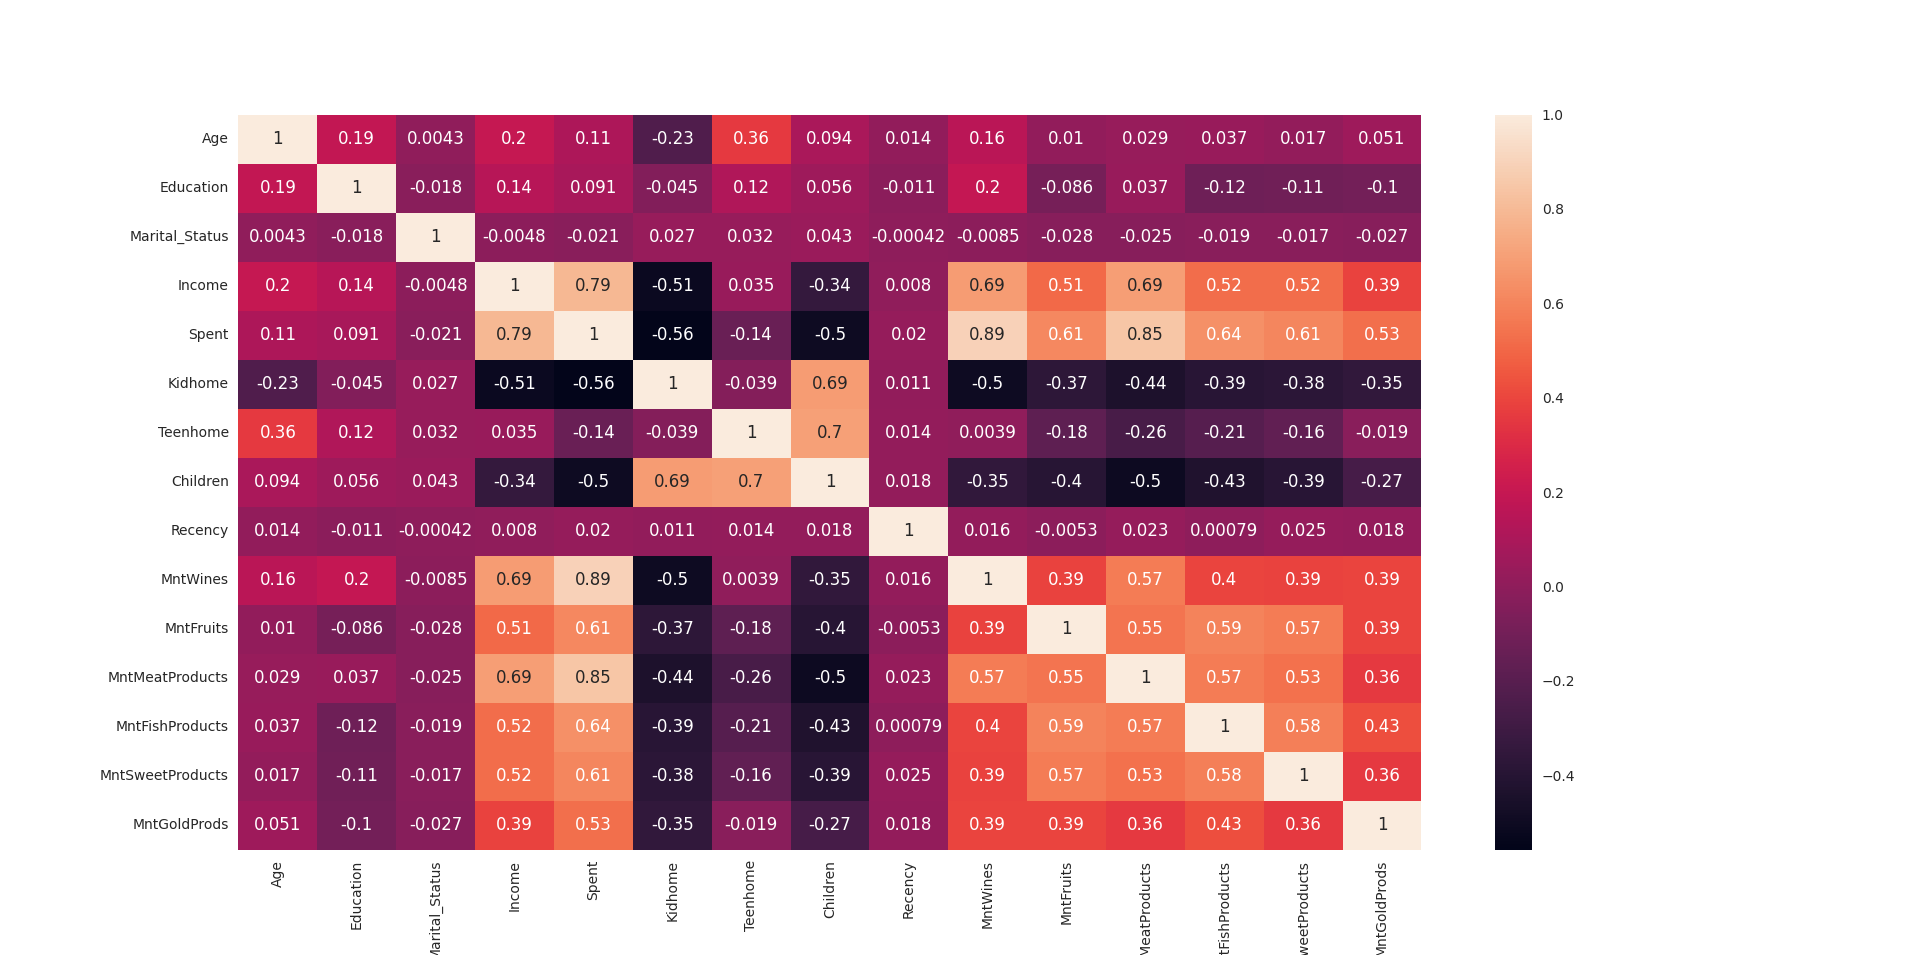 Age 1 0.19 0.0043 0.2 0.11 -0.23 0.36 0.094 0.014 0.16 0.01 0.029 0.037 0.017 0.051
Education 0.19 1 -0.018 0.14 0.091 -0.045 0.12 0.056 -0.011 0.2 -0.086 0.037 -0.12 -0.11 -0.1
Marital_Status 0.0043 -0.018 1 -0.0048 -0.021 0.027 0.032 0.043 -0.00042 -0.0085 -0.028 -0.025 -0.019 -0.017 -0.027
Income 0.2 0.14 -0.0048 1 0.79 -0.51 0.035 -0.34 0.008 0.69 0.51 0.69 0.52 0.52 0.39
Spent 0.11 0.091 -0.021 0.79 1 -0.56 -0.14 -0.5 0.02 0.89 0.61 0.85 0.64 0.61 0.53
Kidhome -0.23 -0.045 0.027 -0.51 -0.56 1 -0.039 0.69 0.011 -0.5 -0.37 -0.44 -0.39 -0.38 -0.35
Teenhome 0.36 0.12 0.032 0.035 -0.14 -0.039 1 0.7 0.014 0.0039 -0.18 -0.26 -0.21 -0.16 -0.019
Children 0.094 0.056 0.043 -0.34 -0.5 0.69 0.7 1 0.018 -0.35 -0.4 -0.5 -0.43 -0.39 -0.27
Recency 0.014 -0.011 -0.00042 0.008 0.02 0.011 0.014 0.018 1 0.016 -0.0053 0.023 0.00079 0.025 0.018
MntWines 0.16 0.2 -0.0085 0.69 0.89 -0.5 0.0039 -0.35 0.016 1 0.39 0.57 0.4 0.39 0.39
MntFruits 0.01 -0.086 -0.028 0.51 0.61 -0.37 -0.18 -0.4 -0.0053 0.39 1 0.55 0.59 0.57 0.39
MntMeatProducts 0.029 0.037 -0.025 0.69 0.85 -0.44 -0.26 -0.5 0.023 0.57 0.55 1 0.57 0.53 0.36
MntFishProducts 0.037 -0.12 -0.019 0.52 0.64 -0.39 -0.21 -0.43 0.00079 0.4 0.59 0.57 1 0.58 0.43
MntSweetProducts 0.017 -0.11 -0.017 0.52 0.61 -0.38 -0.16 -0.39 0.025 0.39 0.57 0.53 0.58 1 0.36
MntGoldProds 0.051 -0.1 -0.027 0.39 0.53 -0.35 -0.019 -0.27 0.018 0.39 0.39 0.36 0.43 0.36 1
Age
Education
Marital_Status
Income
Spent
Kidhome
Teenhome
Children
Recency
MntWines
MntFruits
MeatProducts
tFishProducts
weetProducts
MntGoldProds
1.0
0.8
0.6
0.4
0.2
0.0
−0.2
−0.4